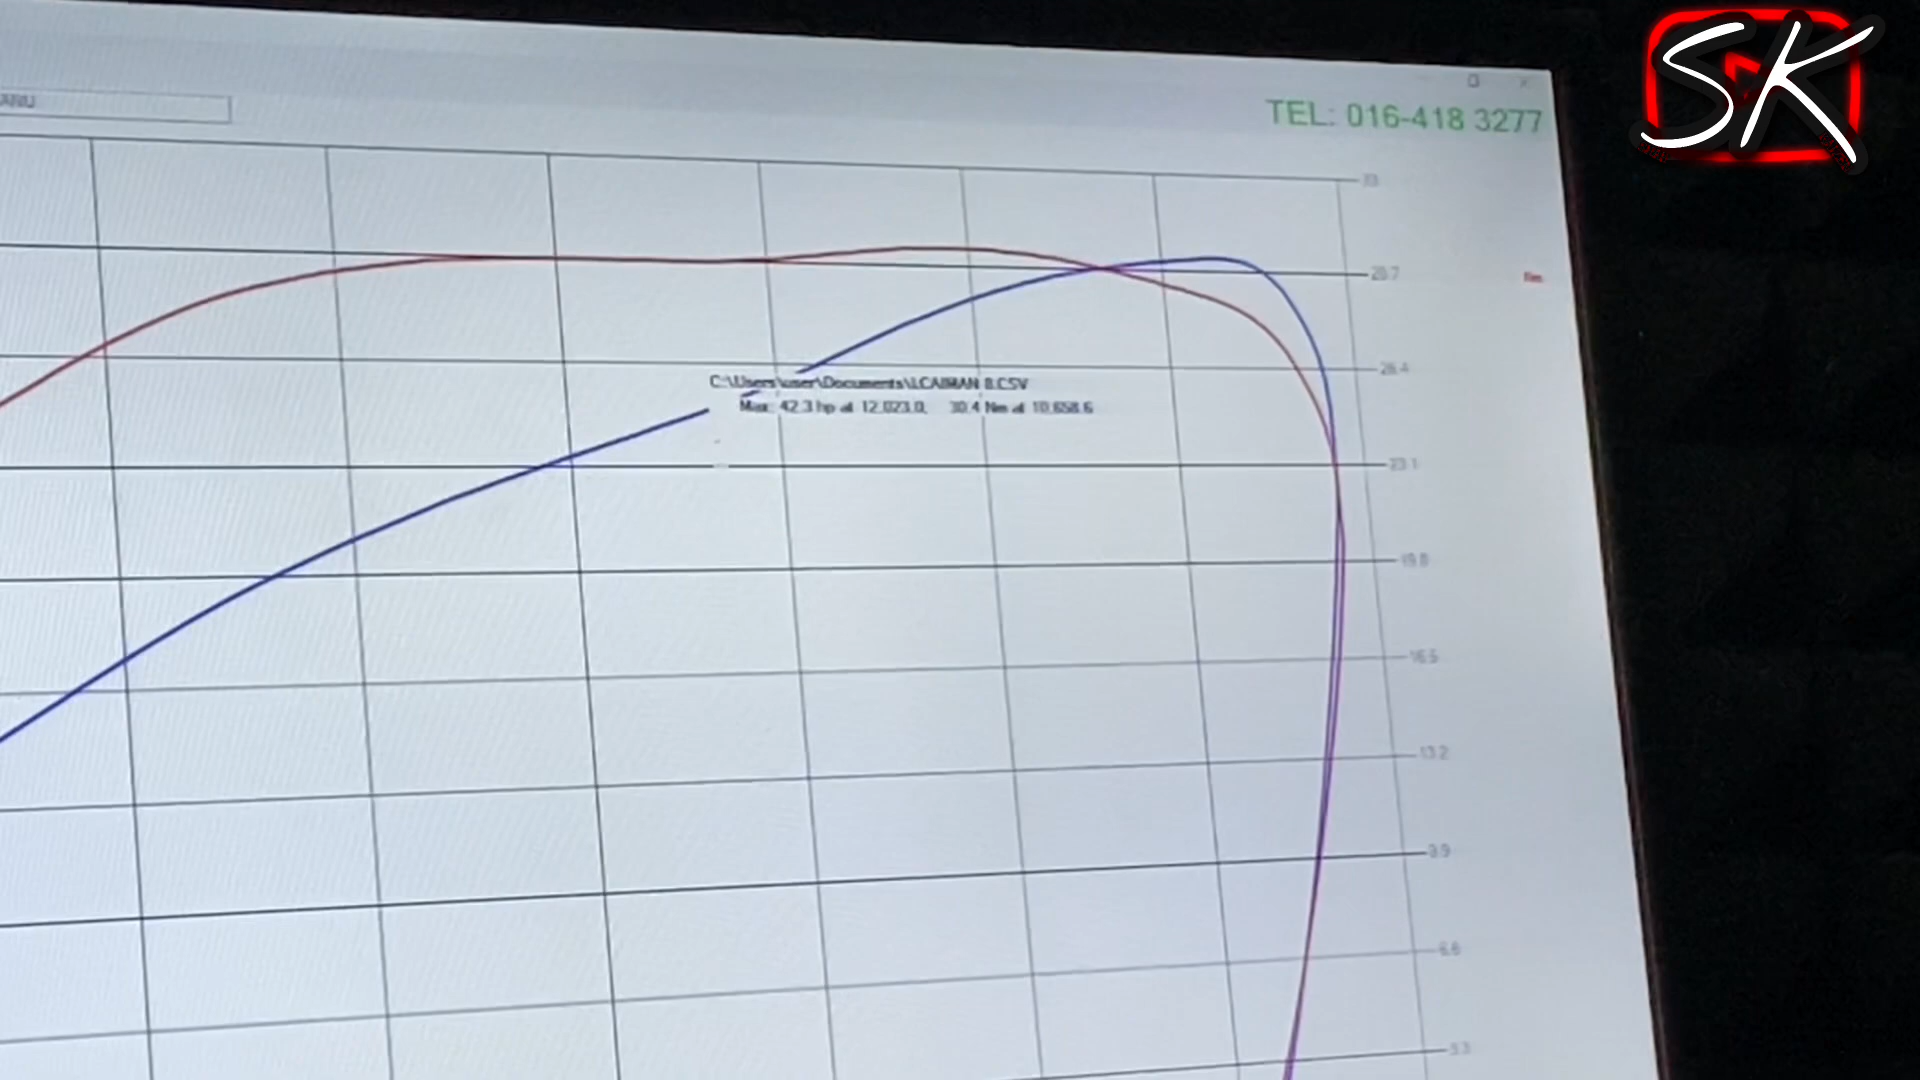 SK
TEL: 016-418 3277
33
29.7
Nm
26.4
C:\Users\user\Documents\LCAIMAN 8.CSV
Max: 42.3 hp at 12,023.0, 30.4 Nm at 10,658.6
23.1
19.8
16.5
13.2
9.9
6.6
3.3